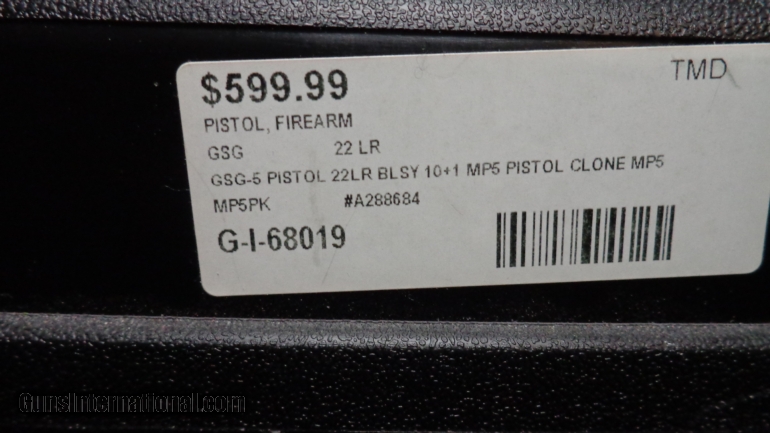 $599.99
TMD
PISTOL, FIREARM
GSG 22 LR
GSG-5 PISTOL 22LR BLSY 10+1 MP5 PISTOL CLONE MP5
MP5PK #A288684
G-I-68019
GunsInternational.com